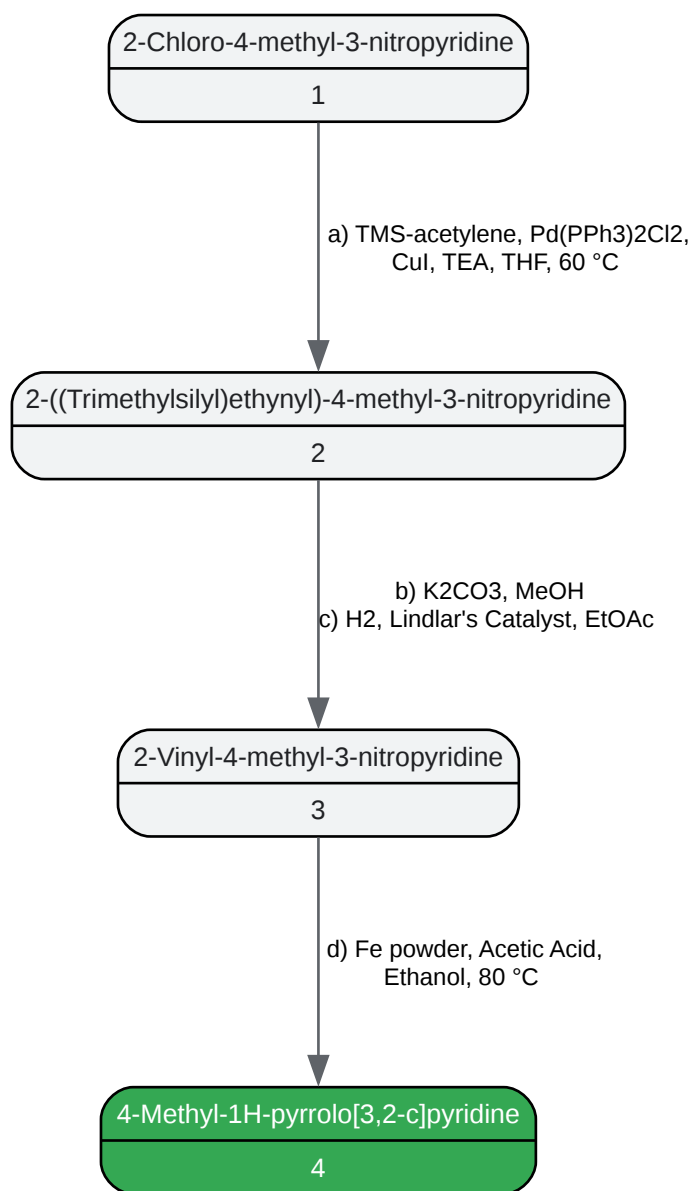 2-Chloro-4-methyl-3-nitropyridine
1
a) TMS-acetylene, Pd(PPh3)2Cl2,
CuI, TEA, THF, 60 °C
2-((Trimethylsilyl)ethynyl)-4-methyl-3-nitropyridine
2
b) K2CO3, MeOH
c) H2, Lindlar's Catalyst, EtOAc
2-Vinyl-4-methyl-3-nitropyridine
3
d) Fe powder, Acetic Acid,
Ethanol, 80 °C
4-Methyl-1H-pyrrolo[3,2-c]pyridine
4